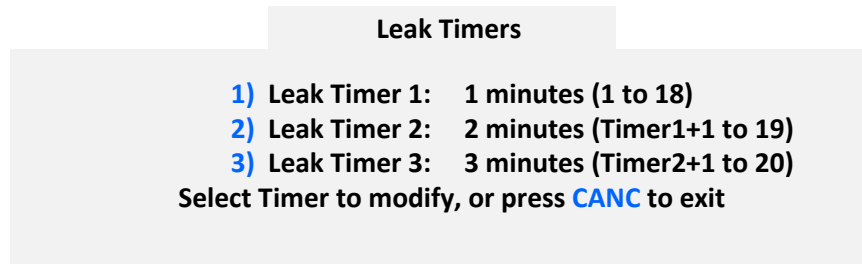 Leak Timers
1) Leak Timer 1: 1 minutes (1 to 18)
2) Leak Timer 2: 2 minutes (Timer1+1 to 19)
3) Leak Timer 3: 3 minutes (Timer2+1 to 20)
Select Timer to modify, or press CANC to exit